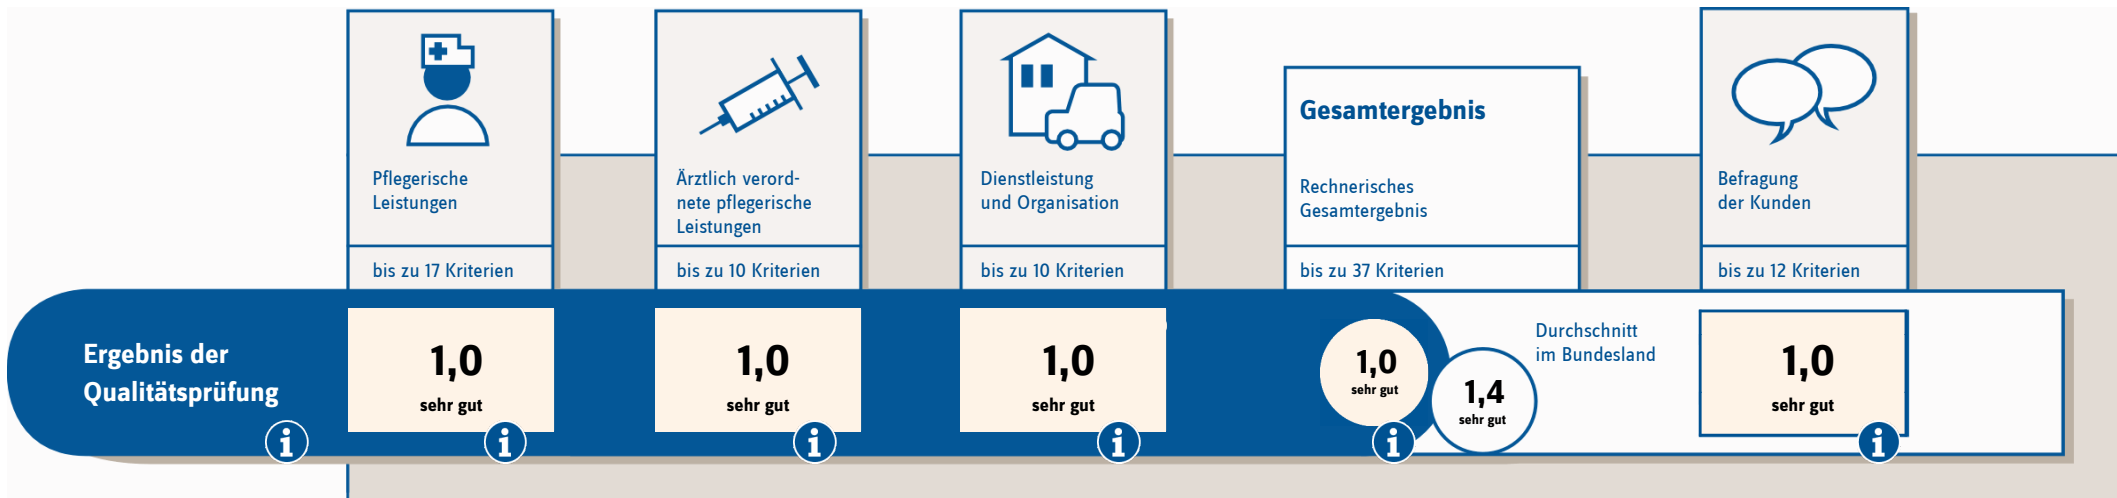 Pflegerische
Leistungen
bis zu 17 Kriterien
Ärztlich verord-
nete pflegerische
Leistungen
bis zu 10 Kriterien
Dienstleistung
und Organisation
bis zu 10 Kriterien
Gesamtergebnis
Rechnerisches
Gesamtergebnis
bis zu 37 Kriterien
Befragung
der Kunden
bis zu 12 Kriterien
Ergebnis der
Qualitätsprüfung
i
1,0
sehr gut
i
1,0
sehr gut
i
1,0
sehr gut
i
1,0
sehr gut
i
1,4
sehr gut
Durchschnitt
im Bundesland
1,0
sehr gut
i